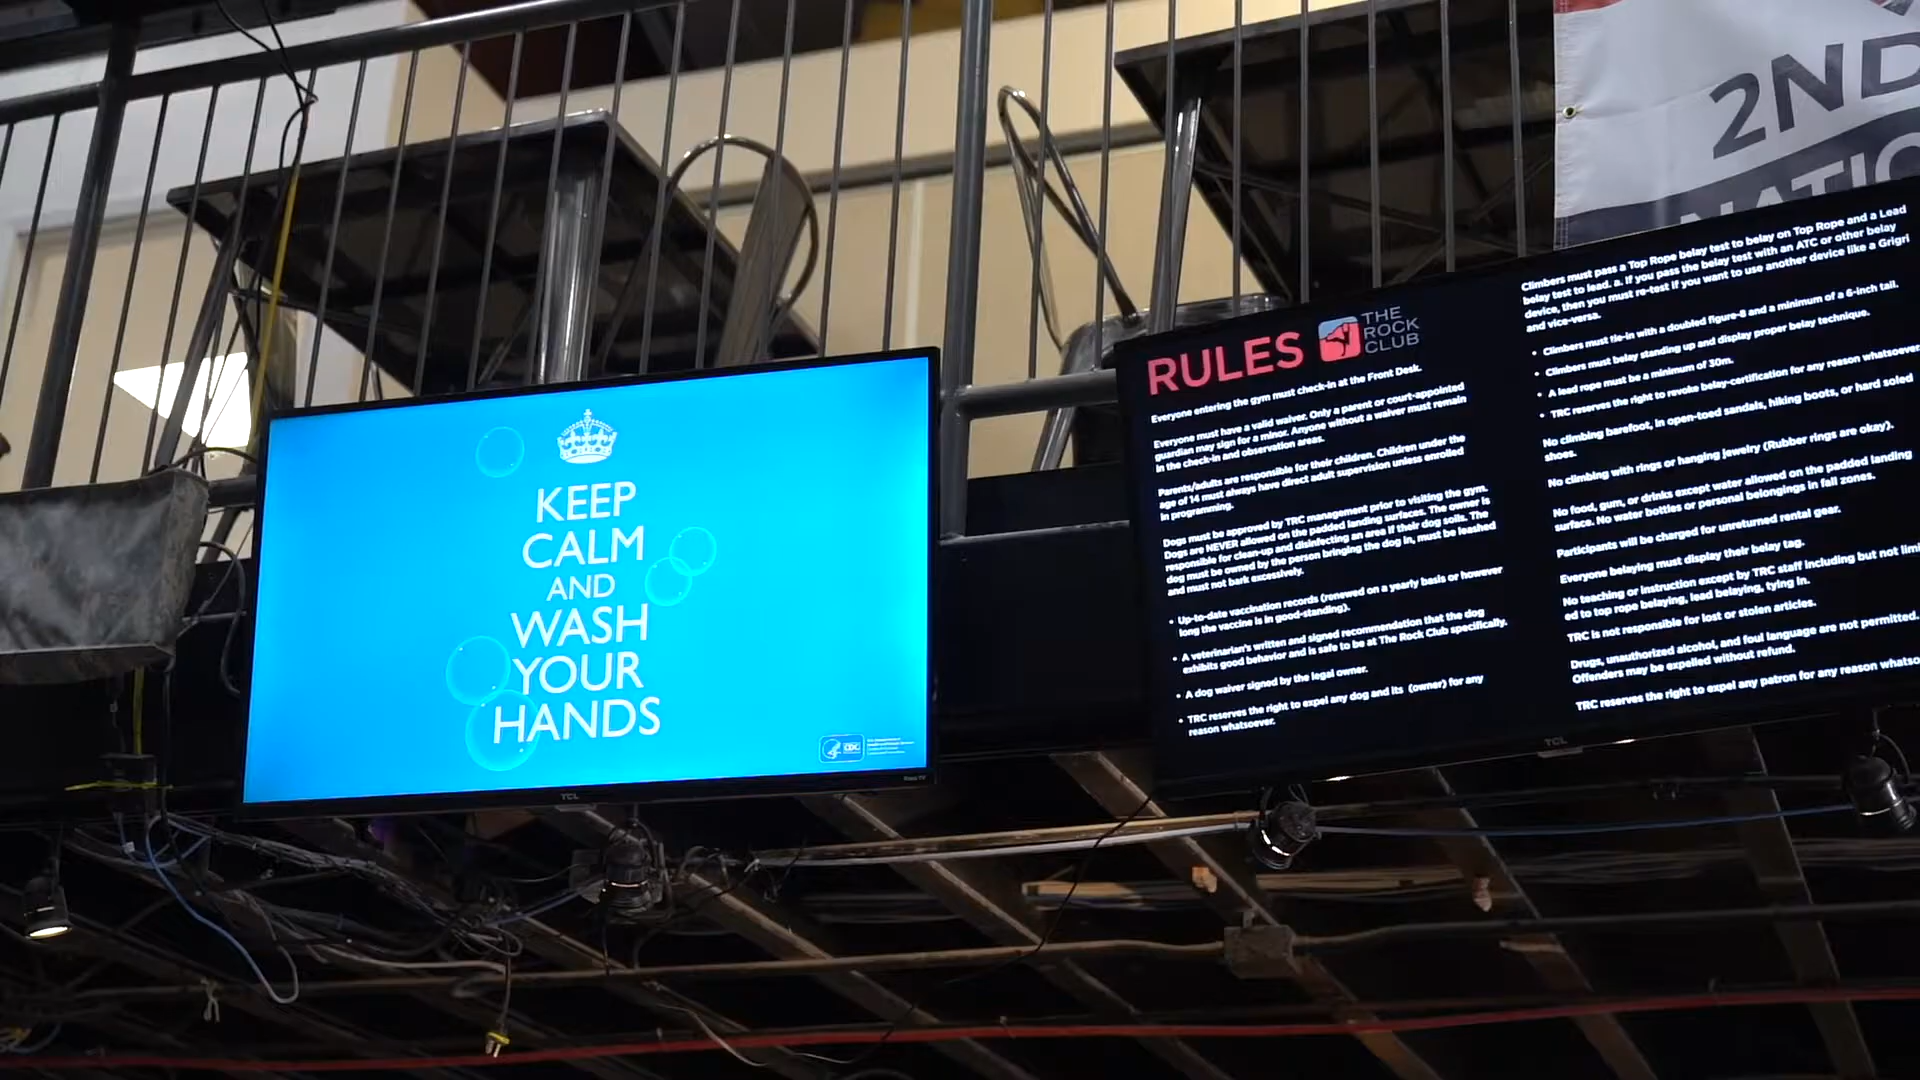 KEEP
CALM
AND
WASH
YOUR
HANDS
CDC
TCL
Roku TV
RULES
THE
ROCK
CLUB
Everyone entering the gym must check-in at the Front Desk.
Everyone must have a valid waiver. Only a parent or court-appointed
guardian may sign for a minor. Anyone without a waiver must remain
in the check-in and observation areas.
Parents/adults are responsible for their children. Children under the
age of 14 must always have direct adult supervision unless enrolled
in programming.
Dogs must be approved by TRC management prior to visiting the gym.
Dogs are NEVER allowed on the padded landing surfaces. The owner is
responsible for clean-up and disinfecting an area if their dog soils. The
dog must be owned by the person bringing the dog in, must be leashed
and must not bark excessively.
• Up-to-date vaccination records (renewed on a yearly basis or however
long the vaccine is in good-standing).
• A veterinarian's written and signed recommendation that the dog
exhibits good behavior and is safe to be at The Rock Club specifically.
• A dog waiver signed by the legal owner.
• TRC reserves the right to expel any dog and its (owner) for any
reason whatsoever.
Climbers must pass a Top Rope belay test to belay on Top Rope and a Lead
belay test to lead. a. If you pass the belay test with an ATC or other belay
device, then you must re-test if you want to use another device like a Grigri
and vice-versa.
• Climbers must tie-in with a doubled figure-8 and a minimum of a 6-inch tail.
• Climbers must belay standing up and display proper belay technique.
• A lead rope must be a minimum of 30m.
• TRC reserves the right to revoke belay-certification for any reason whatsoever
No climbing barefoot, in open-toed sandals, hiking boots, or hard soled
shoes.
No climbing with rings or hanging jewelry (Rubber rings are okay).
No food, gum, or drinks except water allowed on the padded landing
surface. No water bottles or personal belongings in fall zones.
Participants will be charged for unreturned rental gear.
Everyone belaying must display their belay tag.
No teaching or instruction except by TRC staff including but not limi
ed to top rope belaying, lead belaying, tying in.
TRC is not responsible for lost or stolen articles.
Drugs, unauthorized alcohol, and foul language are not permitted.
Offenders may be expelled without refund.
TRC reserves the right to expel any patron for any reason whatso
TCL
2ND
NATIO